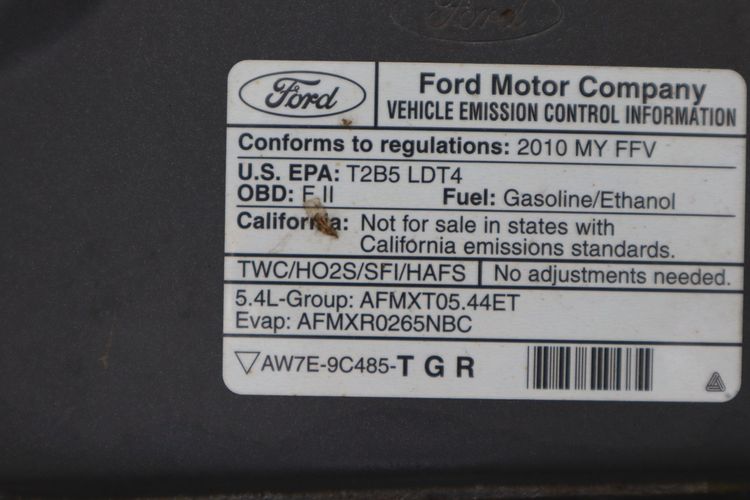 Ford
Ford
Ford Motor Company
VEHICLE EMISSION CONTROL INFORMATION
Conforms to regulations: 2010 MY FFV
U.S. EPA: T2B5 LDT4
OBD: F II Fuel: Gasoline/Ethanol
California: Not for sale in states with
California emissions standards.
TWC/HO2S/SFI/HAFS No adjustments needed.
5.4L-Group: AFMXT05.44ET
Evap: AFMXR0265NBC
▽AW7E-9C485-T G R